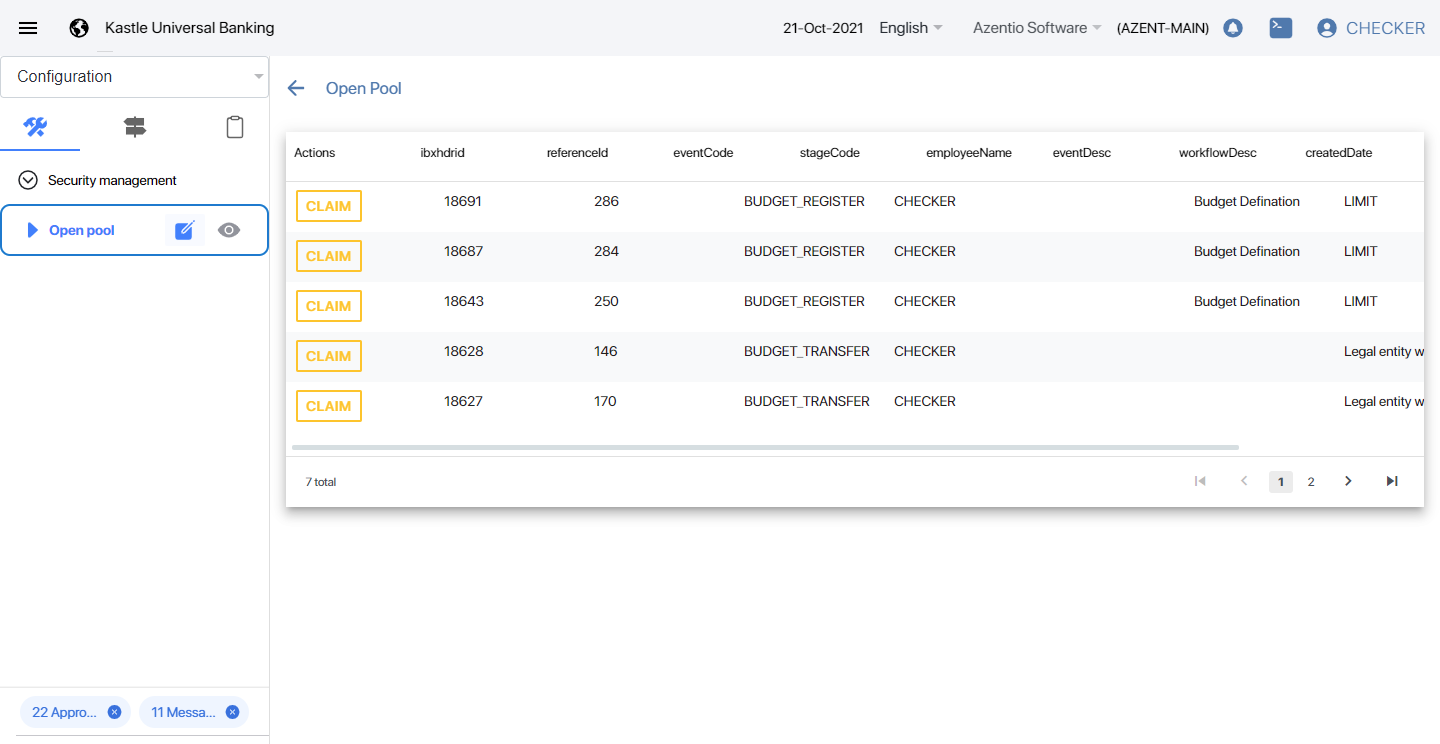 Kastle Universal Banking
21-Oct-2021 English Azentio Software (AZENT-MAIN) CHECKER
Configuration
Security management
Open pool
22 Appro...
11 Messa...
Open Pool
Actions ibxhdrid referenceId eventCode stageCode employeeName eventDesc workflowDesc createdDate
CLAIM 18691 286 BUDGET_REGISTER CHECKER Budget Defination LIMIT
CLAIM 18687 284 BUDGET_REGISTER CHECKER Budget Defination LIMIT
CLAIM 18643 250 BUDGET_REGISTER CHECKER Budget Defination LIMIT
CLAIM 18628 146 BUDGET_TRANSFER CHECKER Legal entity w
CLAIM 18627 170 BUDGET_TRANSFER CHECKER Legal entity w
7 total
1 2